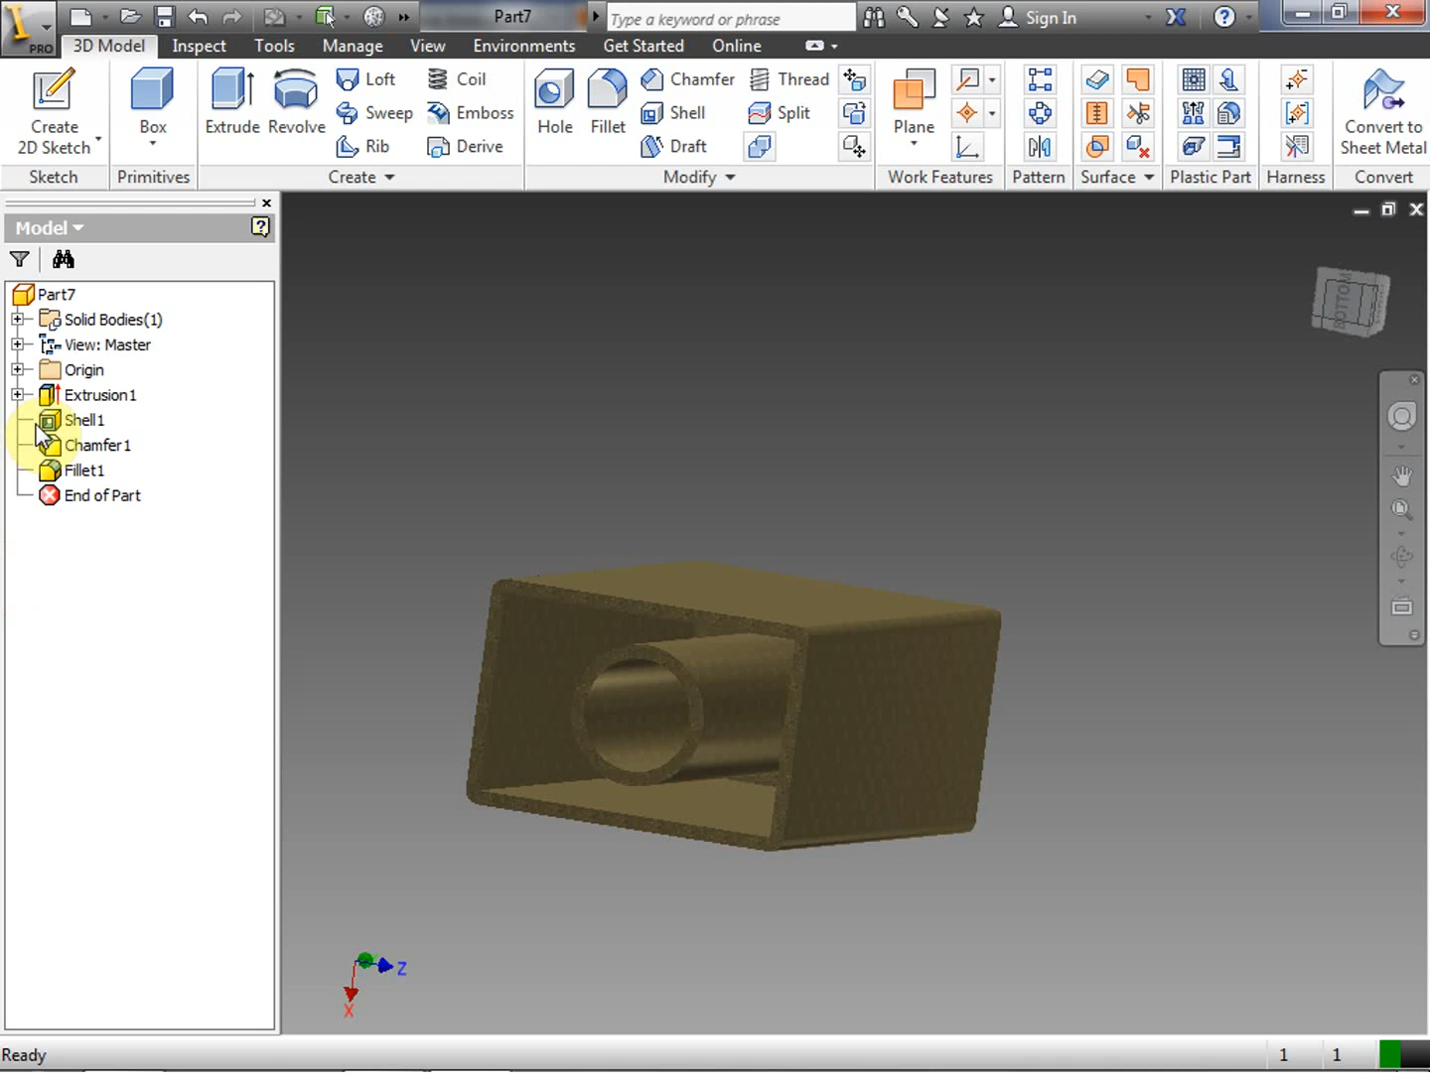 PRO
Part7
Type a keyword or phrase
Sign In
3D Model Inspect Tools Manage View Environments Get Started Online
Create 2D Sketch
Box
Extrude
Revolve
Loft
Sweep
Rib
Coil
Emboss
Derive
Hole
Fillet
Chamfer
Shell
Draft
Thread
Split
Plane
Convert to Sheet Metal
Sketch Primitives Create Modify Work Features Pattern Surface Plastic Part Harness Convert
Model
Part7
Solid Bodies(1)
View: Master
Origin
Extrusion1
Shell1
Chamfer1
Fillet1
End of Part
BOTTOM
Z
X
Ready 1 1